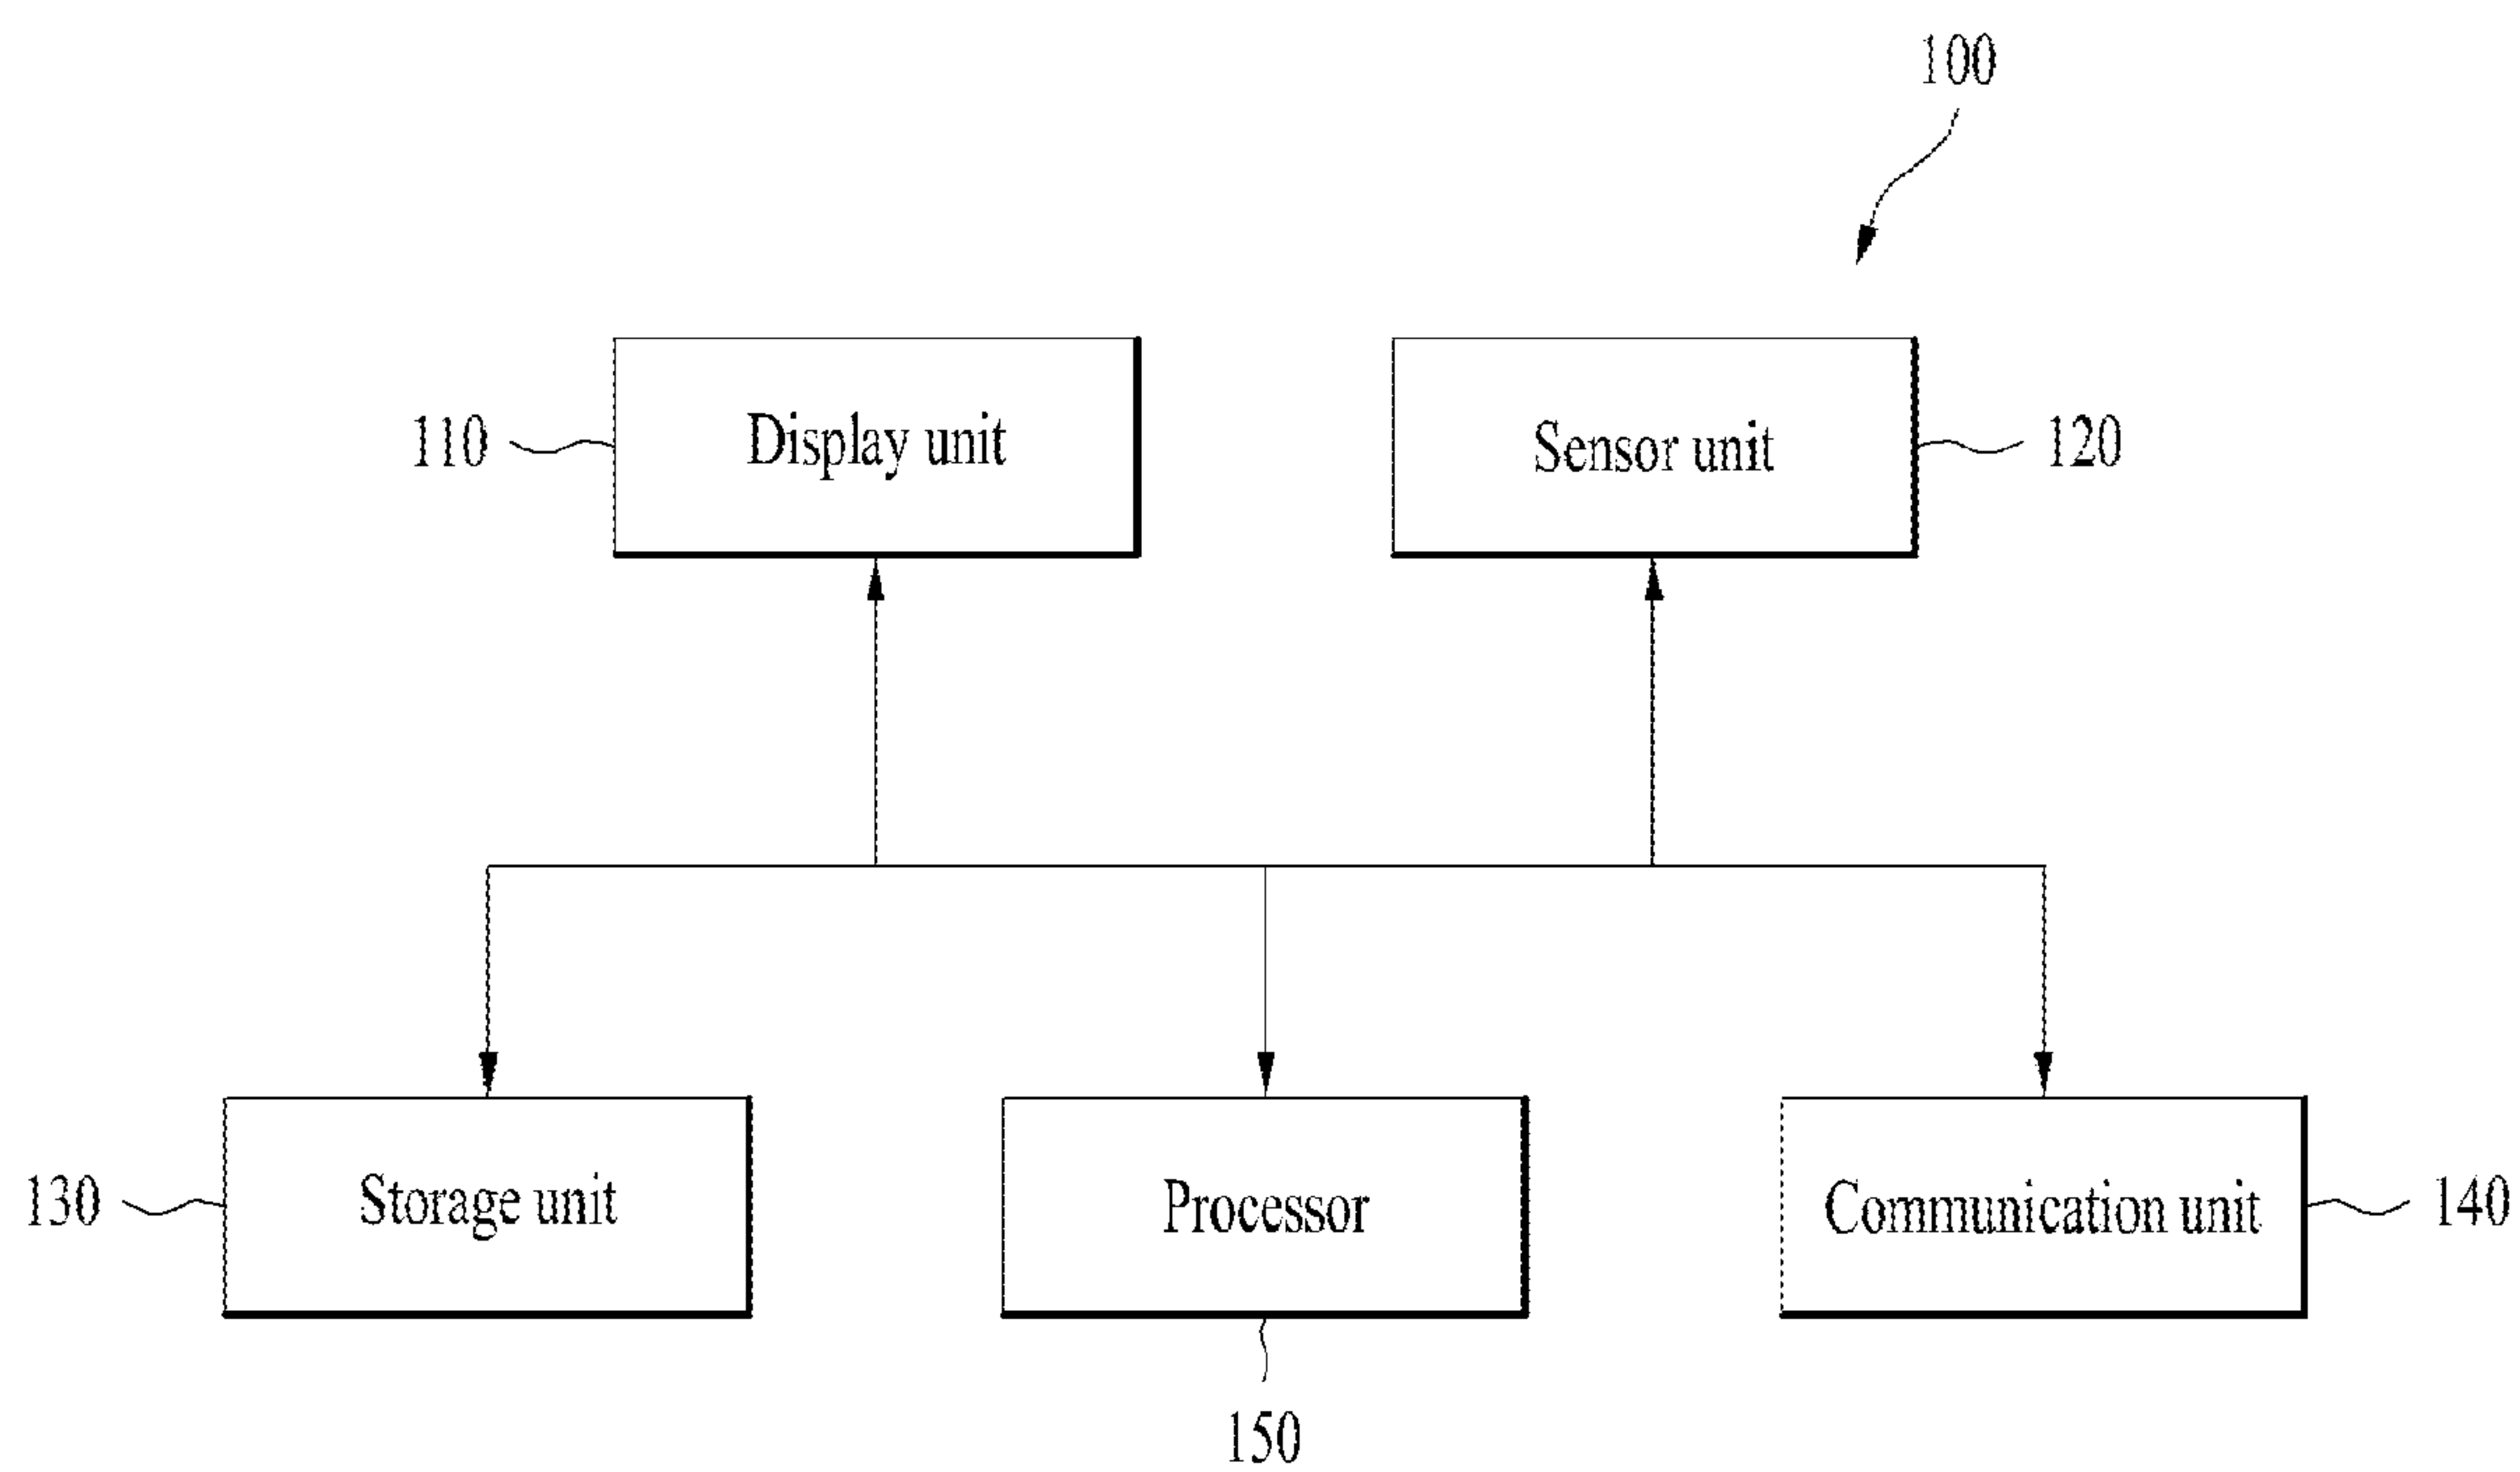 100
110
Display unit
Sensor unit
120
130
Storage unit
Processor
Communication unit
140
150